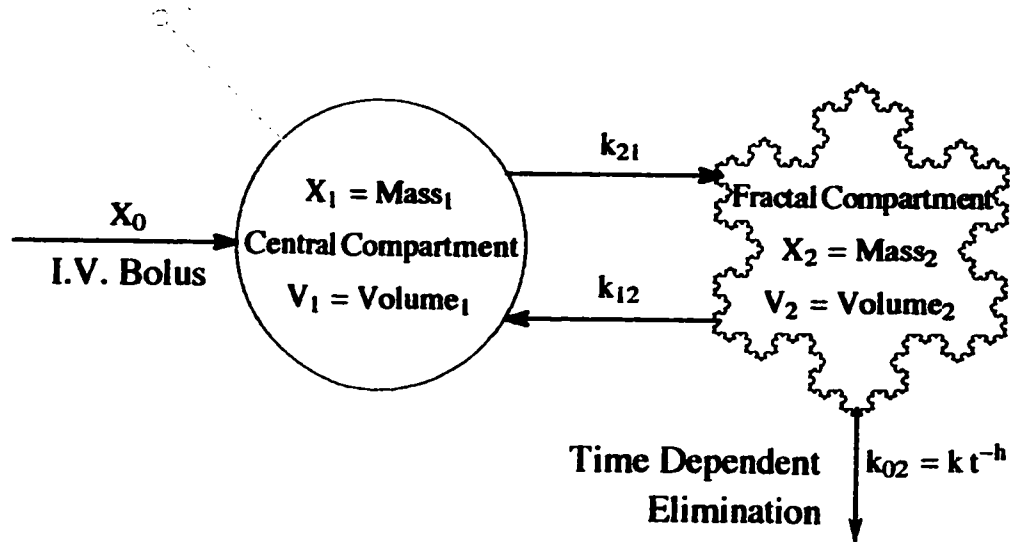 X₀
I.V. Bolus
X₁ = Mass₁
Central Compartment
V₁ = Volume₁
k₂₁
k₁₂
Fractal Compartment
X₂ = Mass₂
V₂ = Volume₂
Time Dependent
Elimination
k₀₂ = k t⁻ʰ